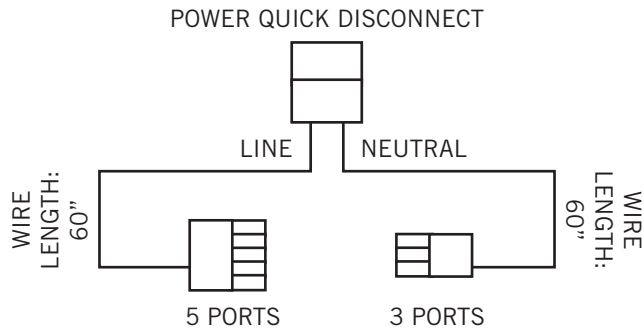 POWER QUICK DISCONNECT
LINE
NEUTRAL
WIRE
LENGTH:
60”
WIRE
LENGTH:
60”
5 PORTS
3 PORTS